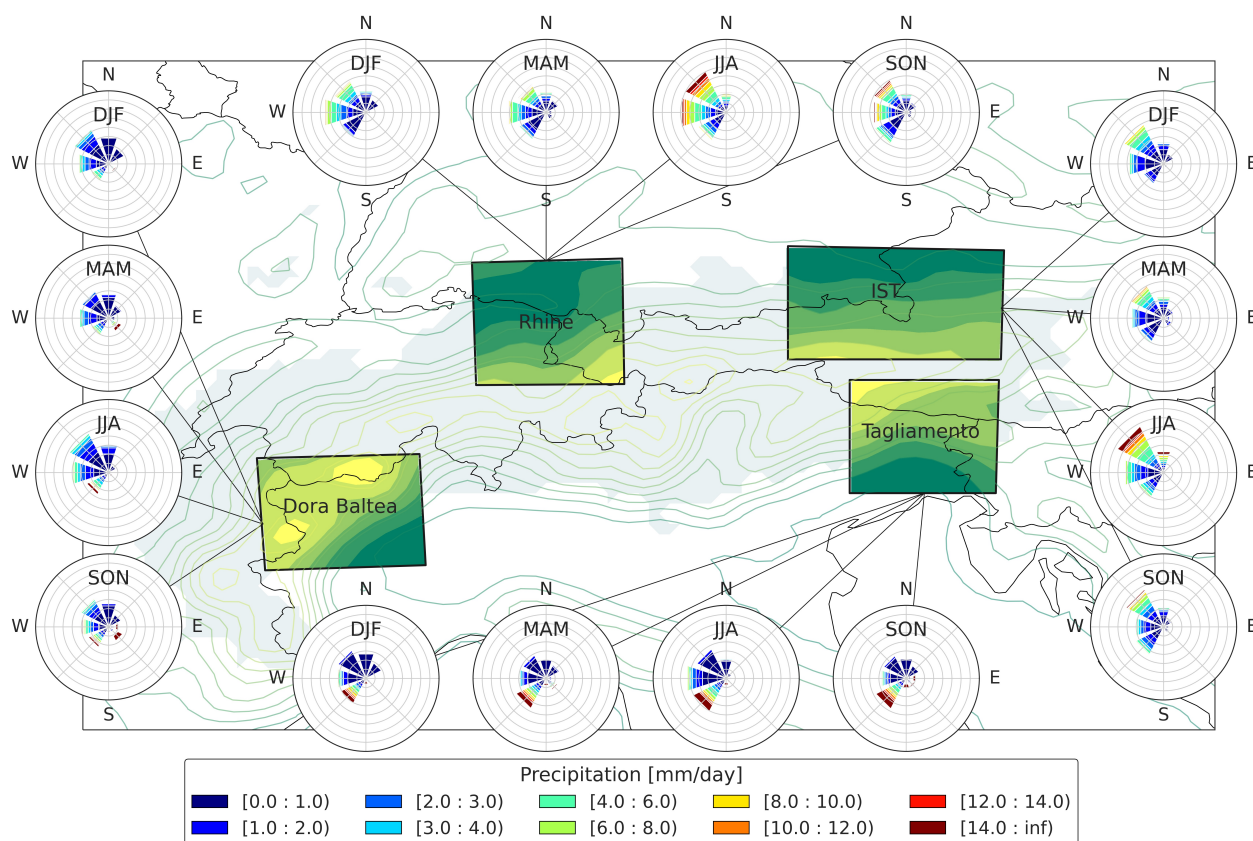 N N N N
DJF MAM JJA SON
W E
S S S S
N
DJF
W E
MAM
W E
JJA
W E
SON
W E
S
N
DJF
W E
MAM
W E
JJA
W E
SON
W E
S
Rhine
IST
Tagliamento
Dora Baltea
N N N N
DJF MAM JJA SON
W E
Precipitation [mm/day]
[0.0 : 1.0) [2.0 : 3.0) [4.0 : 6.0) [8.0 : 10.0) [12.0 : 14.0)
[1.0 : 2.0) [3.0 : 4.0) [6.0 : 8.0) [10.0 : 12.0) [14.0 : inf)